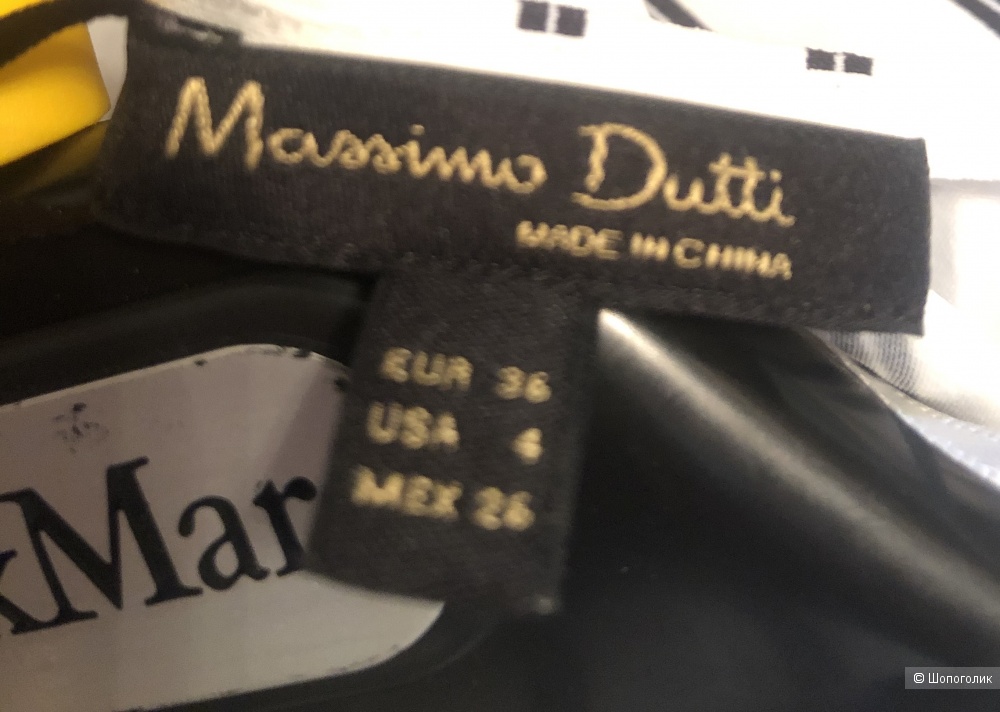 Massimo Dutti
MADE IN CHINA
EUR 36
USA 4
MEX 26
xMar
© Шопоголик